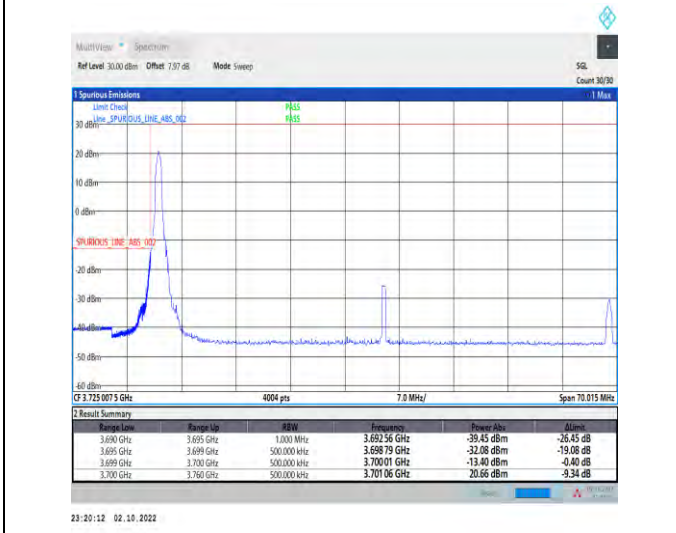 MultiView Spectrum
Ref Level 30.00 dBm Offset 7.97 dB Mode Sweep SGL
Count 30/30
1 Spurious Emissions 1 Max
Limit Check PASS
Line _SPURIOUS_LINE_ABS_002 PASS
30 dBm
20 dBm
10 dBm
0 dBm
SPURIOUS_LINE_ABS_002
-20 dBm
-30 dBm
-40 dBm
-50 dBm
-60 dBm
CF 3.725 007 5 GHz 4004 pts 7.0 MHz/ Span 70.015 MHz
2 Result Summary
Range Low Range Up RBW Frequency Power Abs ΔLimit
3.690 GHz 3.695 GHz 1.000 MHz 3.692 56 GHz -39.45 dBm -26.45 dB
3.695 GHz 3.699 GHz 500.000 kHz 3.698 79 GHz -32.08 dBm -19.08 dB
3.699 GHz 3.700 GHz 500.000 kHz 3.700 01 GHz -13.40 dBm -0.40 dB
3.700 GHz 3.760 GHz 500.000 kHz 3.701 06 GHz 20.66 dBm -9.34 dB
23:20:12 02.10.2022